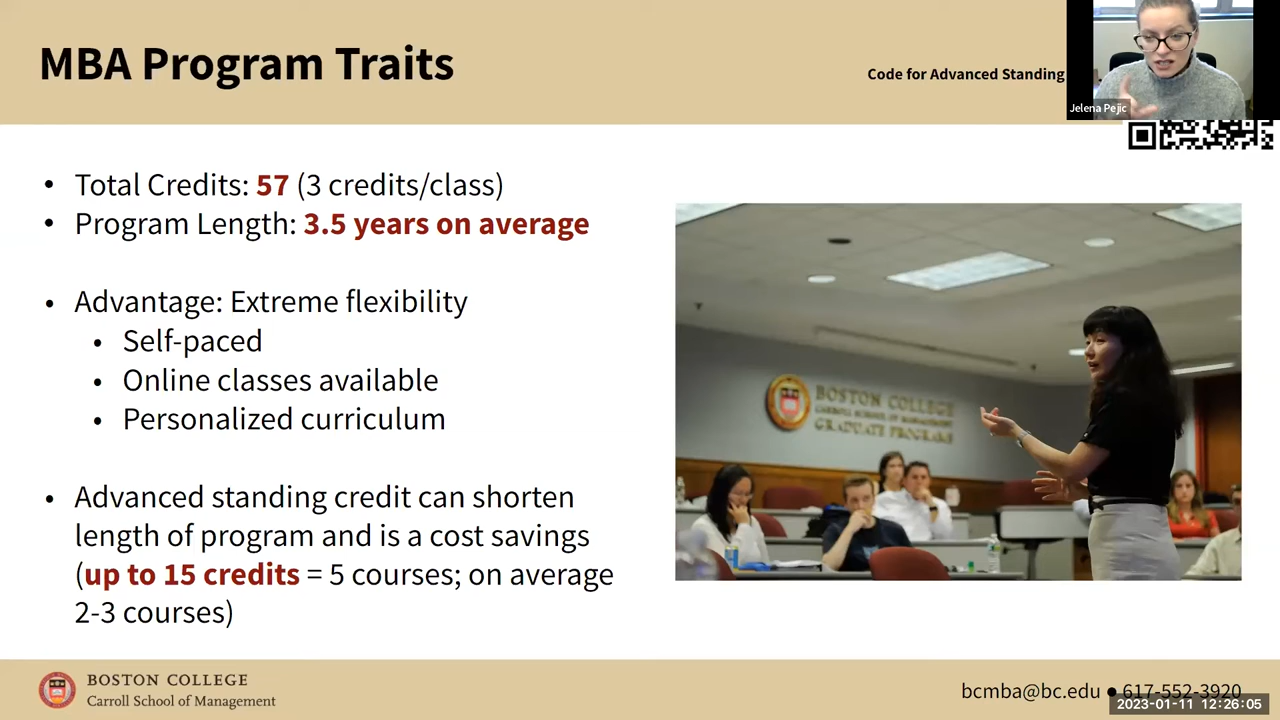 MBA Program Traits
Code for Advanced Standing
Jelena Pejic
• Total Credits: 57 (3 credits/class)
• Program Length: 3.5 years on average
• Advantage: Extreme flexibility
• Self-paced
• Online classes available
• Personalized curriculum
• Advanced standing credit can shorten
length of program and is a cost savings
(up to 15 credits = 5 courses; on average
2-3 courses)
BOSTON COLLEGE
CARROLL SCHOOL OF MANAGEMENT
GRADUATE PROGRAMS
BOSTON COLLEGE
Carroll School of Management
bcmba@bc.edu ● 617-552-3920
2023-01-11 12:26:05